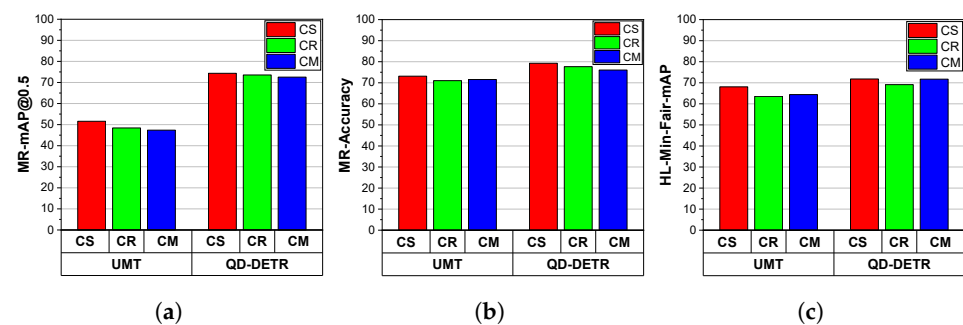 100
90
80
70
60
50
40
30
20
10
0
MR-mAP@0.5
CS
CR
CM
CS CR CM CS CR CM
UMT QD-DETR
(a)
100
90
80
70
60
50
40
30
20
10
0
MR-Accuracy
CS
CR
CM
CS CR CM CS CR CM
UMT QD-DETR
(b)
100
90
80
70
60
50
40
30
20
10
0
HL-Min-Fair-mAP
CS
CR
CM
CS CR CM CS CR CM
UMT QD-DETR
(c)